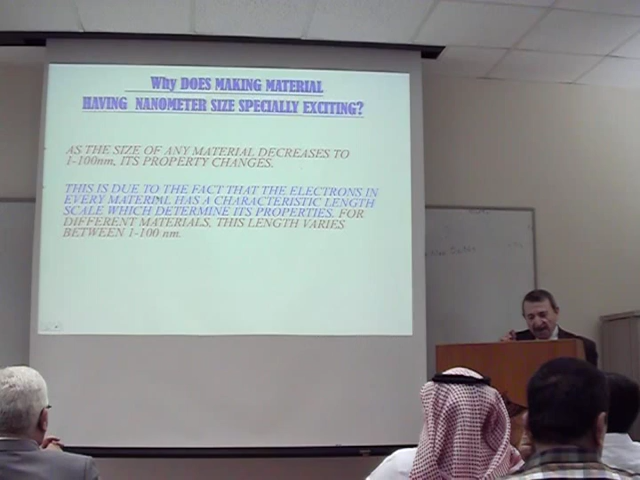 Why DOES MAKING MATERIAL
HAVING NANOMETER SIZE SPECIALLY EXCITING?
AS THE SIZE OF ANY MATERIAL DECREASES TO
1-100nm, ITS PROPERTY CHANGES.
THIS IS DUE TO THE FACT THAT THE ELECTRONS IN
EVERY MATERIAL HAS A CHARACTERISTIC LENGTH
SCALE WHICH DETERMINE ITS PROPERTIES. FOR
DIFFERENT MATERIALS, THIS LENGTH VARIES
BETWEEN 1-100 nm.